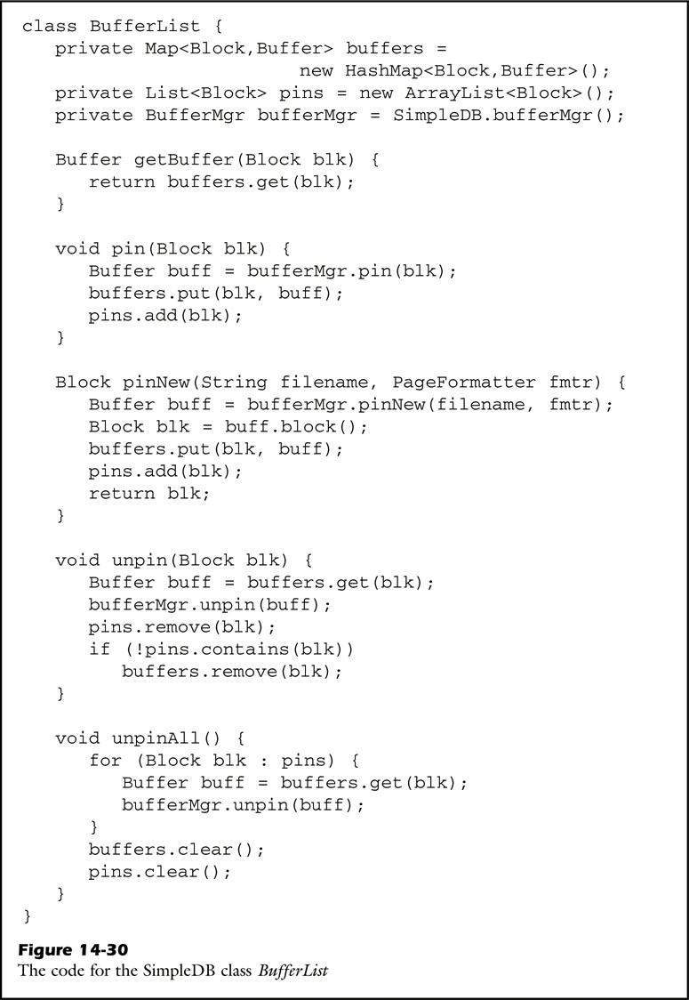 class BufferList {
   private Map<Block,Buffer> buffers =
                         new HashMap<Block,Buffer>();
   private List<Block> pins = new ArrayList<Block>();
   private BufferMgr bufferMgr = SimpleDB.bufferMgr();

   Buffer getBuffer(Block blk) {
      return buffers.get(blk);
   }

   void pin(Block blk) {
      Buffer buff = bufferMgr.pin(blk);
      buffers.put(blk, buff);
      pins.add(blk);
   }

   Block pinNew(String filename, PageFormatter fmtr) {
      Buffer buff = bufferMgr.pinNew(filename, fmtr);
      Block blk = buff.block();
      buffers.put(blk, buff);
      pins.add(blk);
      return blk;
   }

   void unpin(Block blk) {
      Buffer buff = buffers.get(blk);
      bufferMgr.unpin(buff);
      pins.remove(blk);
      if (!pins.contains(blk))
         buffers.remove(blk);
   }

   void unpinAll() {
      for (Block blk : pins) {
         Buffer buff = buffers.get(blk);
         bufferMgr.unpin(buff);
      }
      buffers.clear();
      pins.clear();
   }
}
Figure 14-30
The code for the SimpleDB class BufferList